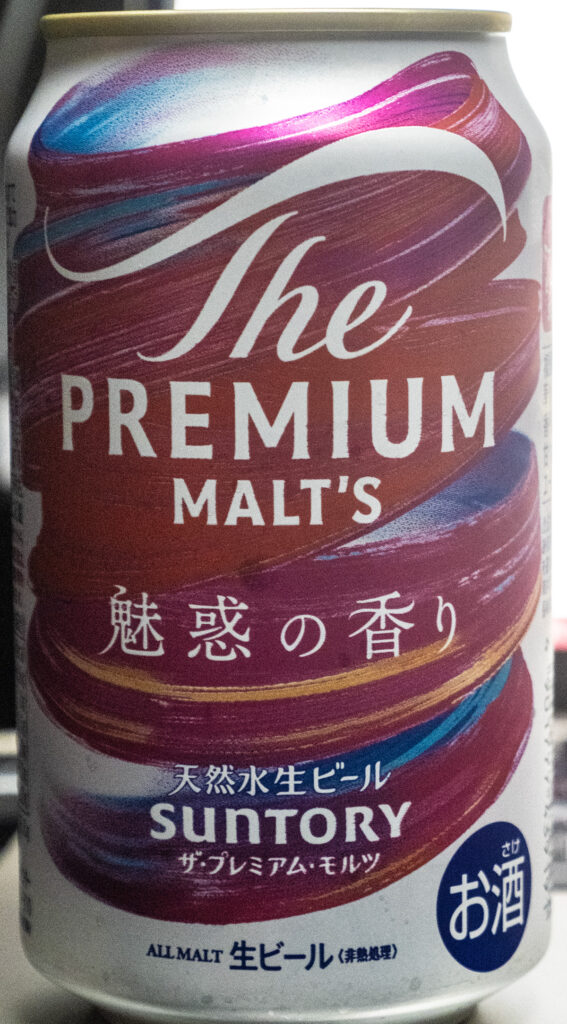 The
PREMIUM
MALT'S
魅惑の香り
天然水生ビール
SUNTORY
ザ・プレミアム・モルツ
さけ
お酒
ALL MALT 生ビール〈非熱処理〉